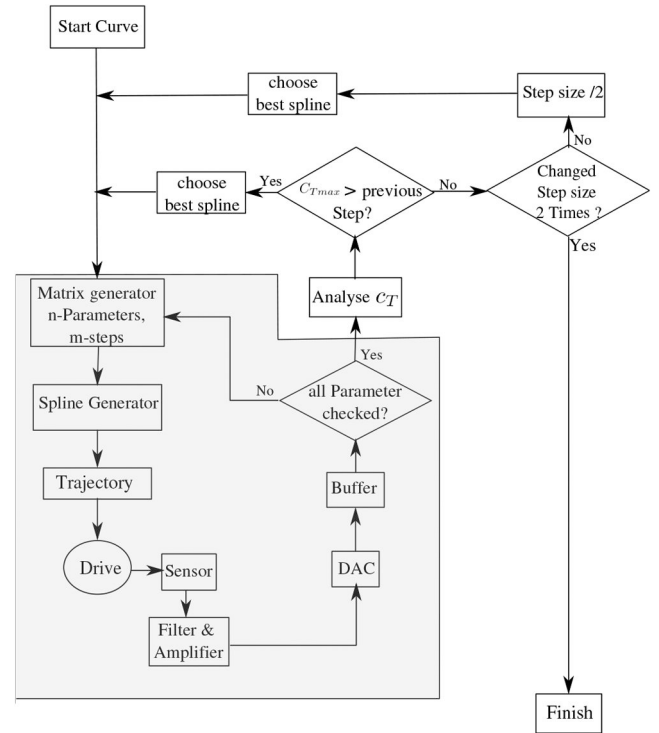 Start Curve
choose
best spline
Step size /2
No
Changed
Step size
2 Times ?
Yes
choose
best spline
Yes
C_{Tmax} > previous
Step?
No
Analyse c_T
Matrix generator
n-Parameters,
m-steps
Yes
No
all Parameter
checked?
Spline Generator
Trajectory
Buffer
Drive
Sensor
DAC
Filter &
Amplifier
Finish